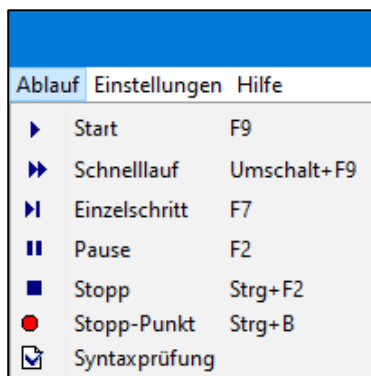 Ablauf Einstellungen Hilfe
Start F9
Schnelllauf Umschalt+F9
Einzelschritt F7
Pause F2
Stopp Strg+F2
Stopp-Punkt Strg+B
Syntaxprüfung